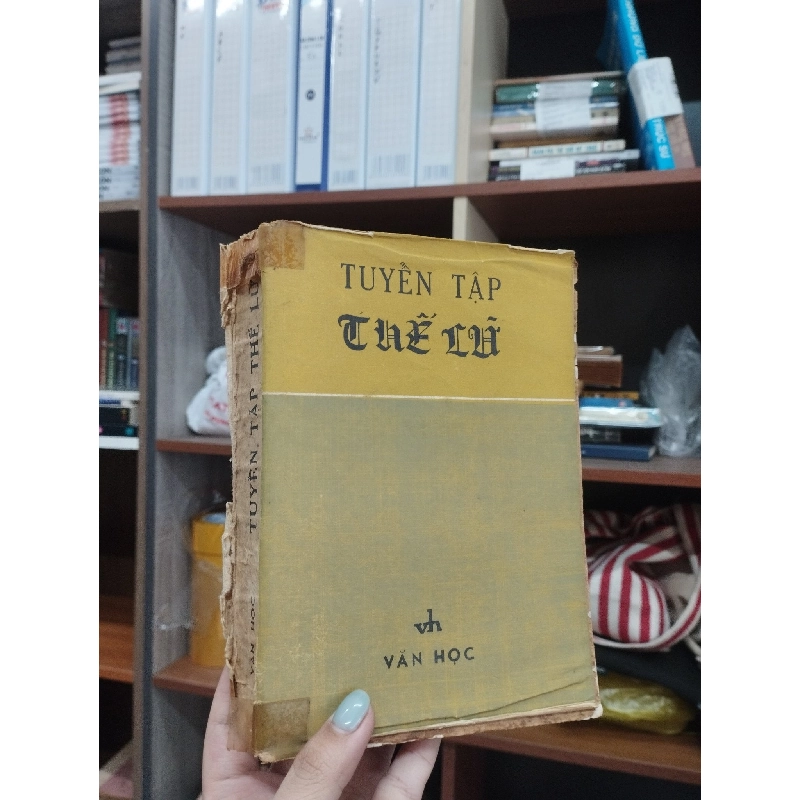 TUYỂN TẬP
THẾ LỮ
vh
VĂN HỌC
VĂN HỌC TUYỂN TẬP THẾ LỮ